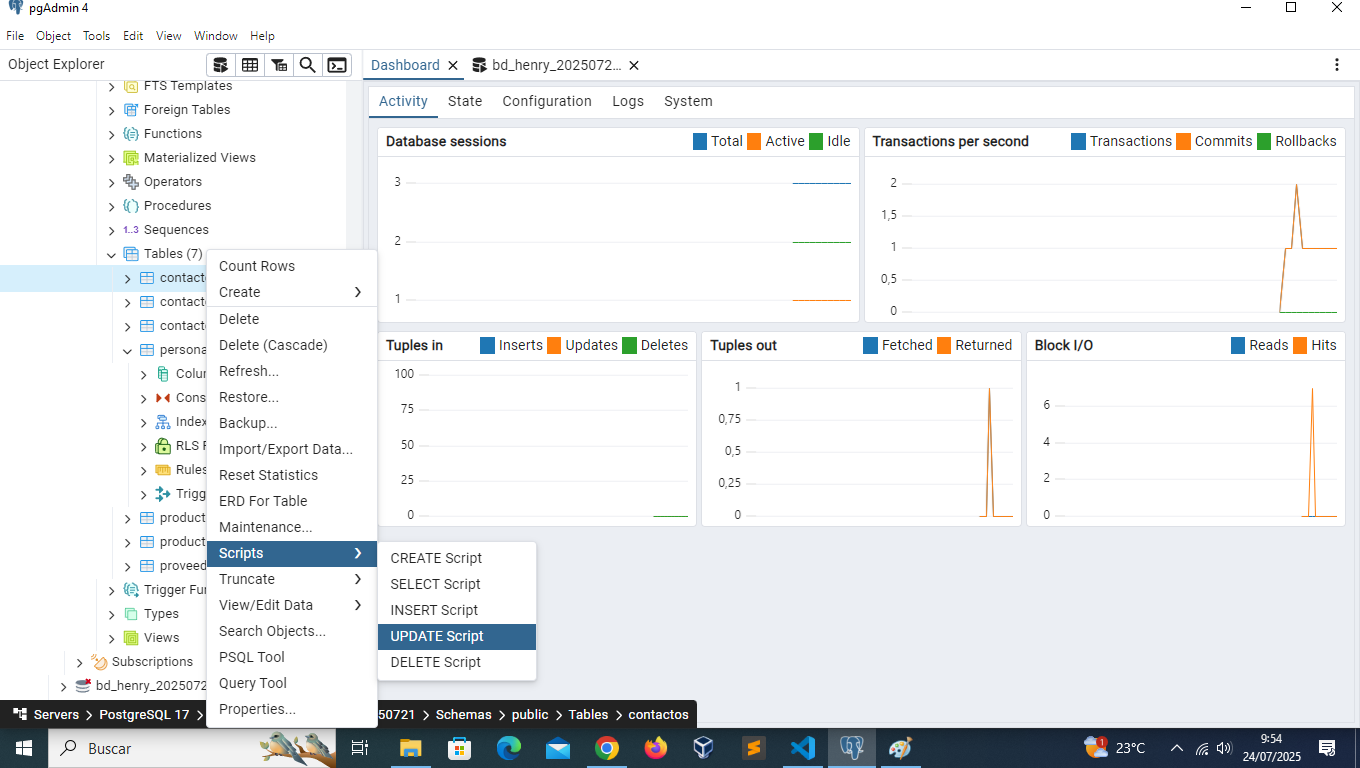 pgAdmin 4
File Object Tools Edit View Window Help
Object Explorer
Dashboard
bd_henry_2025072...
Activity State Configuration Logs System
FTS Templates
Foreign Tables
Functions
Materialized Views
Operators
Procedures
1..3 Sequences
Tables (7)
contacto
contacto
contacto
persona
Colu
Cons
Index
RLS
Rules
Trigg
product
product
proveed
Trigger Fu
Types
Views
Subscriptions
bd_henry_202507
Count Rows
Create
Delete
Delete (Cascade)
Refresh...
Restore...
Backup...
Import/Export Data...
Reset Statistics
ERD For Table
Maintenance...
Scripts
Truncate
View/Edit Data
Search Objects...
PSQL Tool
Query Tool
Properties...
CREATE Script
SELECT Script
INSERT Script
UPDATE Script
DELETE Script
Database sessions
Total Active Idle
3
2
1
Transactions per second
Transactions Commits Rollbacks
2
1,5
1
0,5
0
Tuples in
Inserts Updates Deletes
100
75
50
25
0
Tuples out
Fetched Returned
1
0,75
0,5
0,25
0
Block I/O
Reads Hits
6
4
2
0
Servers > PostgreSQL 17 > 50721 > Schemas > public > Tables > contactos
Buscar
1
23°C
9:54
24/07/2025